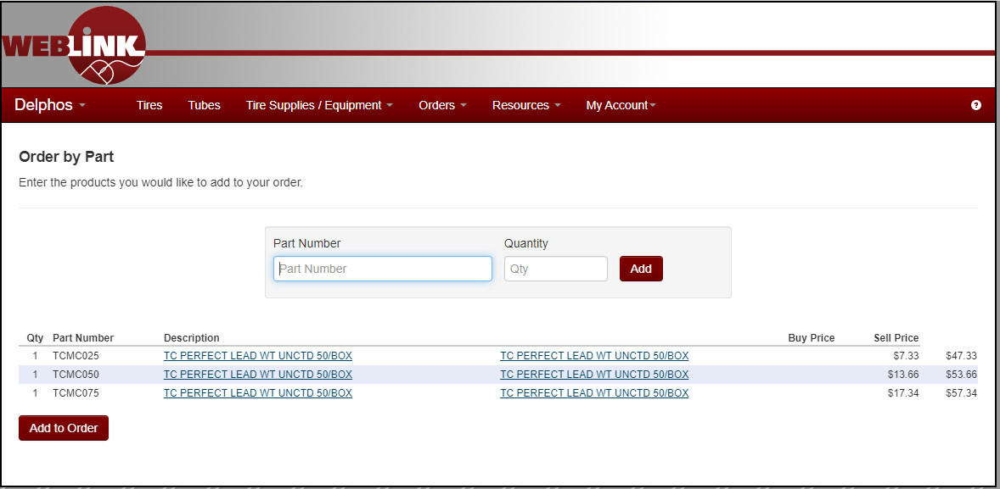 WEBLINK
Delphos Tires Tubes Tire Supplies / Equipment Orders Resources My Account ?
Order by Part
Enter the products you would like to add to your order.
Part Number Quantity
Part Number Qty Add
Qty Part Number Description Buy Price Sell Price
1 TCMC025 TC PERFECT LEAD WT UNCTD 50/BOX TC PERFECT LEAD WT UNCTD 50/BOX $7.33 $47.33
1 TCMC050 TC PERFECT LEAD WT UNCTD 50/BOX TC PERFECT LEAD WT UNCTD 50/BOX $13.66 $53.66
1 TCMC075 TC PERFECT LEAD WT UNCTD 50/BOX TC PERFECT LEAD WT UNCTD 50/BOX $17.34 $57.34
Add to Order